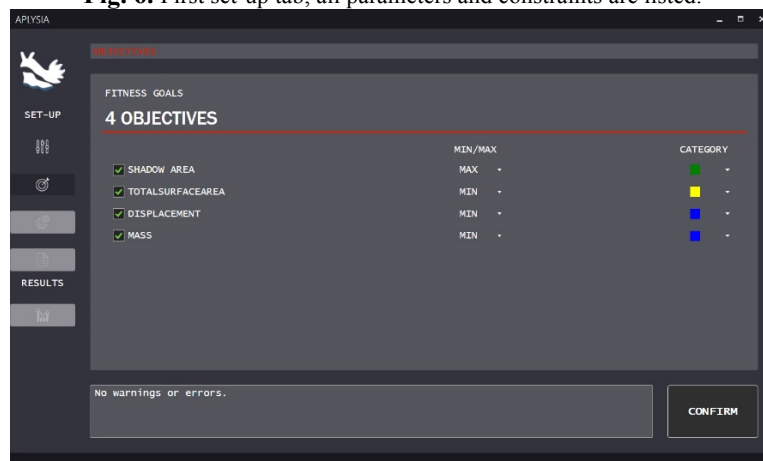 Fig. 6. First set-up tab, all parameters and constraints are listed.
APLYSIA
OBJECTIVES
FITNESS GOALS
SET-UP
4 OBJECTIVES
MIN/MAX CATEGORY
SHADOW AREA MAX
TOTALSURFACEAREA MIN
DISPLACEMENT MIN
MASS MIN
RESULTS
No warnings or errors.
CONFIRM